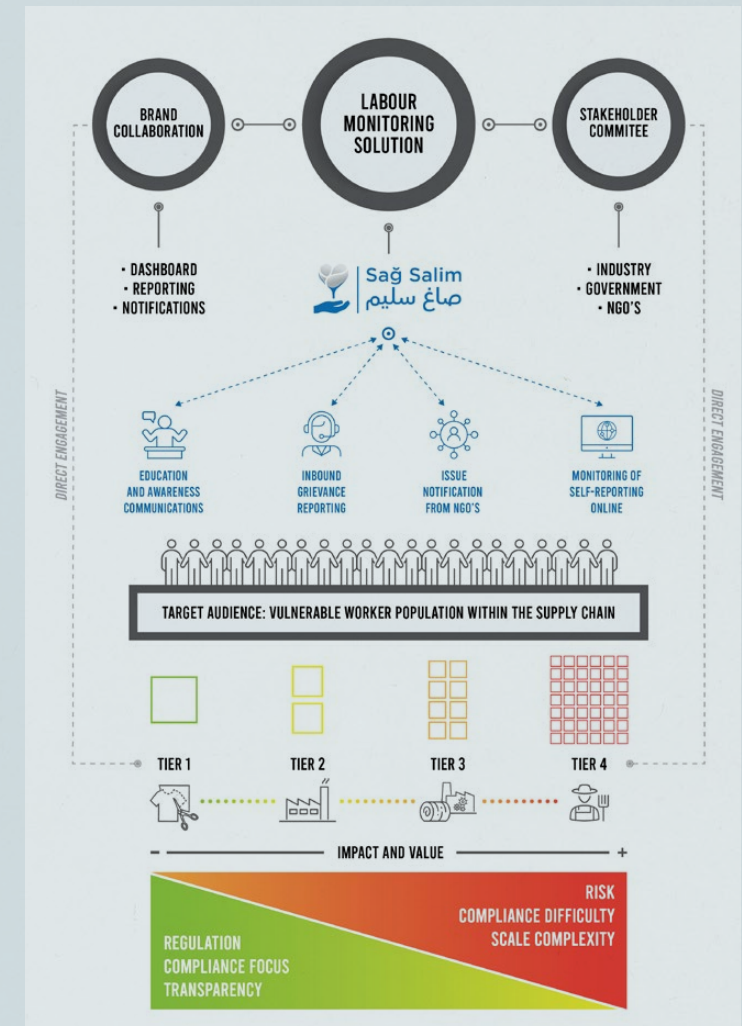 BRAND
COLLABORATION
LABOUR
MONITORING
SOLUTION
STAKEHOLDER
COMMITEE
· DASHBOARD
· REPORTING
· NOTIFICATIONS
Sağ Salim
صاغ سليم
· INDUSTRY
· GOVERNMENT
· NGO'S
DIRECT ENGAGEMENT
DIRECT ENGAGEMENT
EDUCATION
AND AWARENESS
COMMUNICATIONS
INBOUND
GRIEVANCE
REPORTING
ISSUE
NOTIFICATION
FROM NGO'S
MONITORING OF
SELF-REPORTING
ONLINE
TARGET AUDIENCE: VULNERABLE WORKER POPULATION WITHIN THE SUPPLY CHAIN
TIER 1
TIER 2
TIER 3
TIER 4
- IMPACT AND VALUE +
RISK
COMPLIANCE DIFFICULTY
SCALE COMPLEXITY
REGULATION
COMPLIANCE FOCUS
TRANSPARENCY